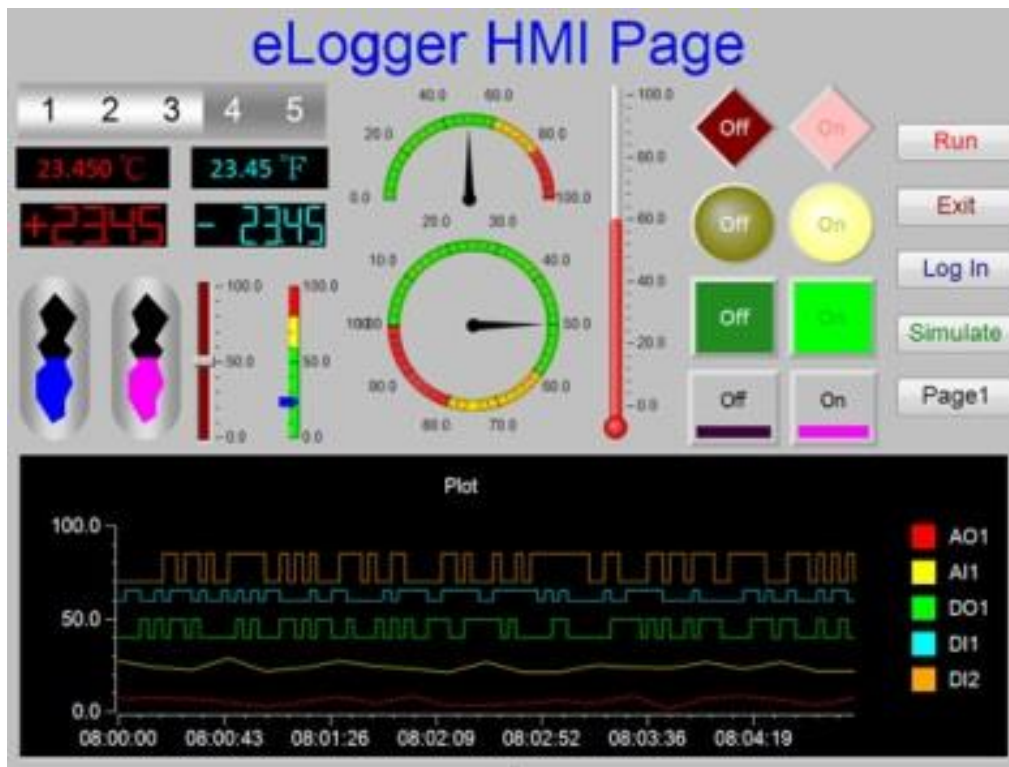 eLogger HMI Page
1 2 3 4 5
23.450 °C
23.45 °F
+2345
- 2345
0.0 20.0 40.0 60.0 80.0 100.0
100.0 80.0 60.0 40.0 20.0 0.0
10.0 20.0 30.0 40.0 50.0 60.0 70.0 80.0 90.0
100.0 50.0 0.0
100.0 50.0 0.0
Off On
Off On
Off On
Off On
Run
Exit
Log In
Simulate
Page1
Plot
100.0
50.0
0.0
08:00:00 08:00:43 08:01:26 08:02:09 08:02:52 08:03:36 08:04:19
AO1
AI1
DO1
DI1
DI2